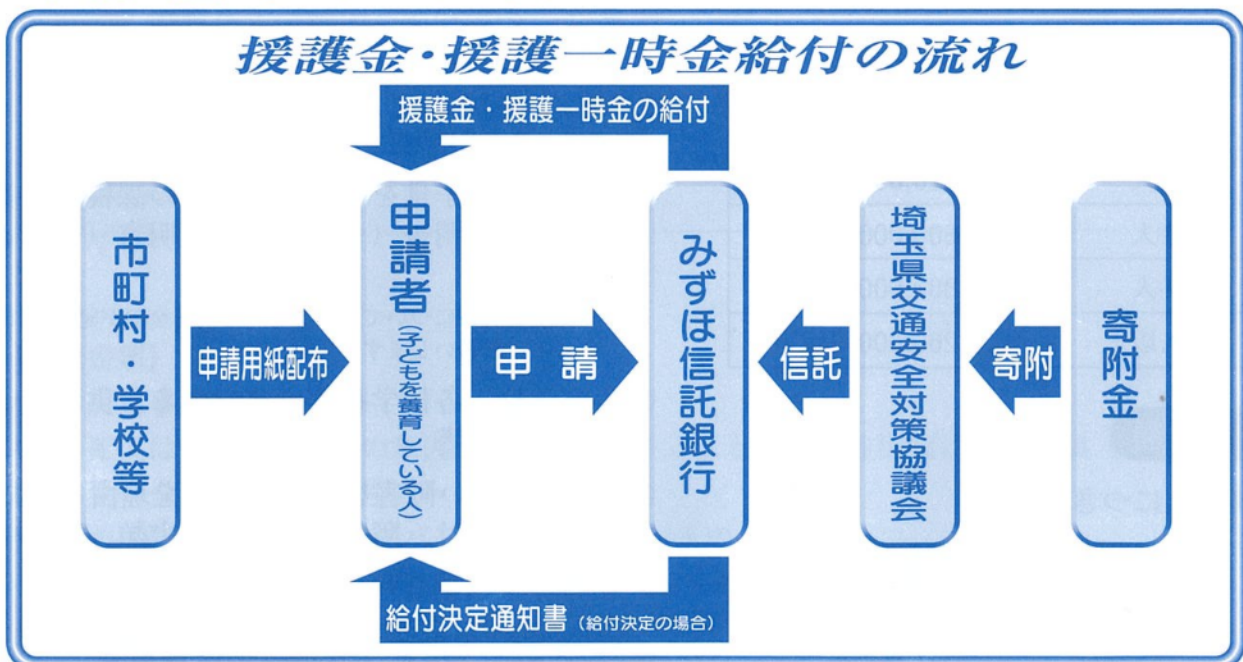 援護金・援護一時金給付の流れ
援護金・援護一時金の給付
市町村・学校等
申請用紙配布
申請者(子どもを養育している人)
申請
みずほ信託銀行
信託
埼玉県交通安全対策協議会
寄附
寄附金
給付決定通知書(給付決定の場合)